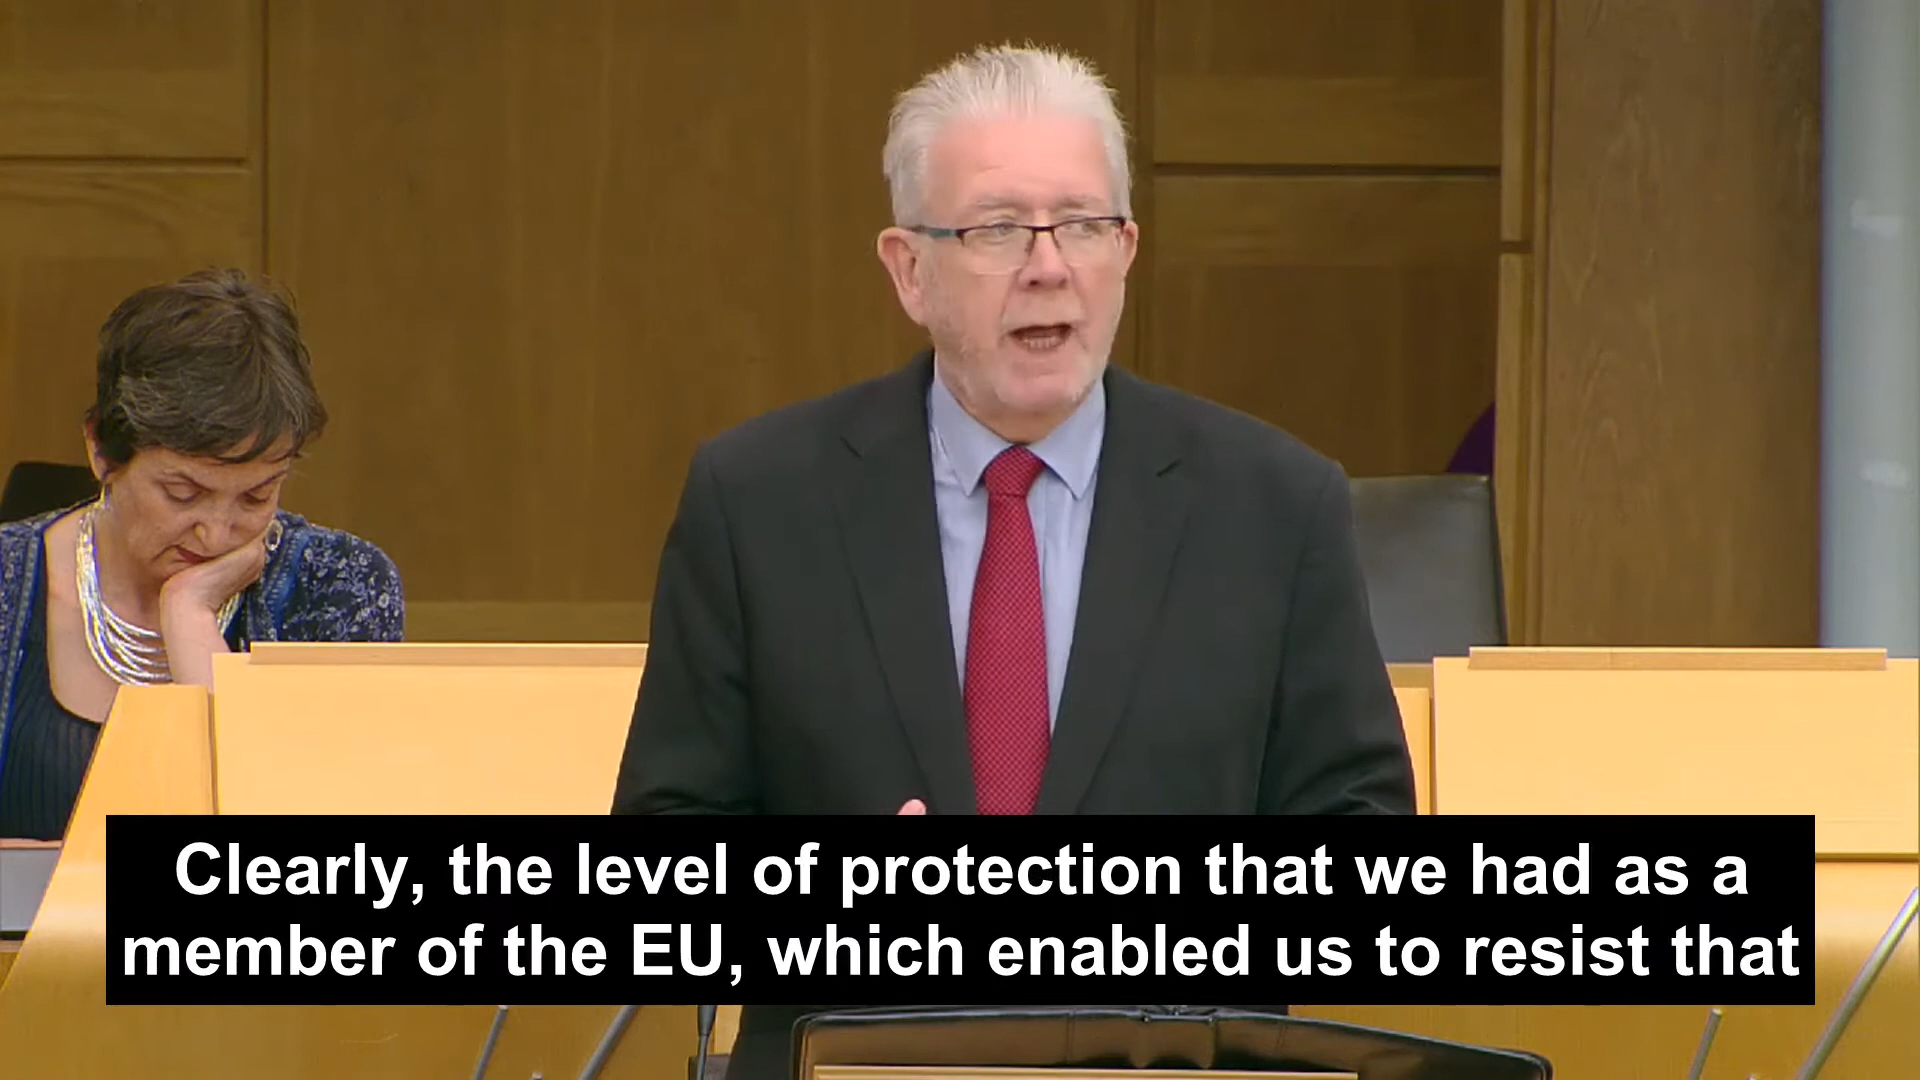 Clearly, the level of protection that we had as a
member of the EU, which enabled us to resist that